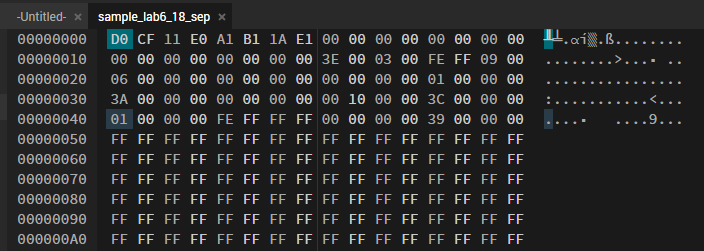 -Untitled- × sample_lab6_18_sep ×
00000000 D0 CF 11 E0 A1 B1 1A E1 00 00 00 00 00 00 00 00 ╨╧.αí▒.ß........
00000010 00 00 00 00 00 00 00 00 3E 00 03 00 FE FF 09 00 ........>...■ ..
00000020 06 00 00 00 00 00 00 00 00 00 00 00 01 00 00 00 ................
00000030 3A 00 00 00 00 00 00 00 00 10 00 00 3C 00 00 00 :...........<...
00000040 01 00 00 00 FE FF FF FF 00 00 00 00 39 00 00 00 ....■   ....9...
00000050 FF FF FF FF FF FF FF FF FF FF FF FF FF FF FF FF
00000060 FF FF FF FF FF FF FF FF FF FF FF FF FF FF FF FF
00000070 FF FF FF FF FF FF FF FF FF FF FF FF FF FF FF FF
00000080 FF FF FF FF FF FF FF FF FF FF FF FF FF FF FF FF
00000090 FF FF FF FF FF FF FF FF FF FF FF FF FF FF FF FF
000000A0 FF FF FF FF FF FF FF FF FF FF FF FF FF FF FF FF